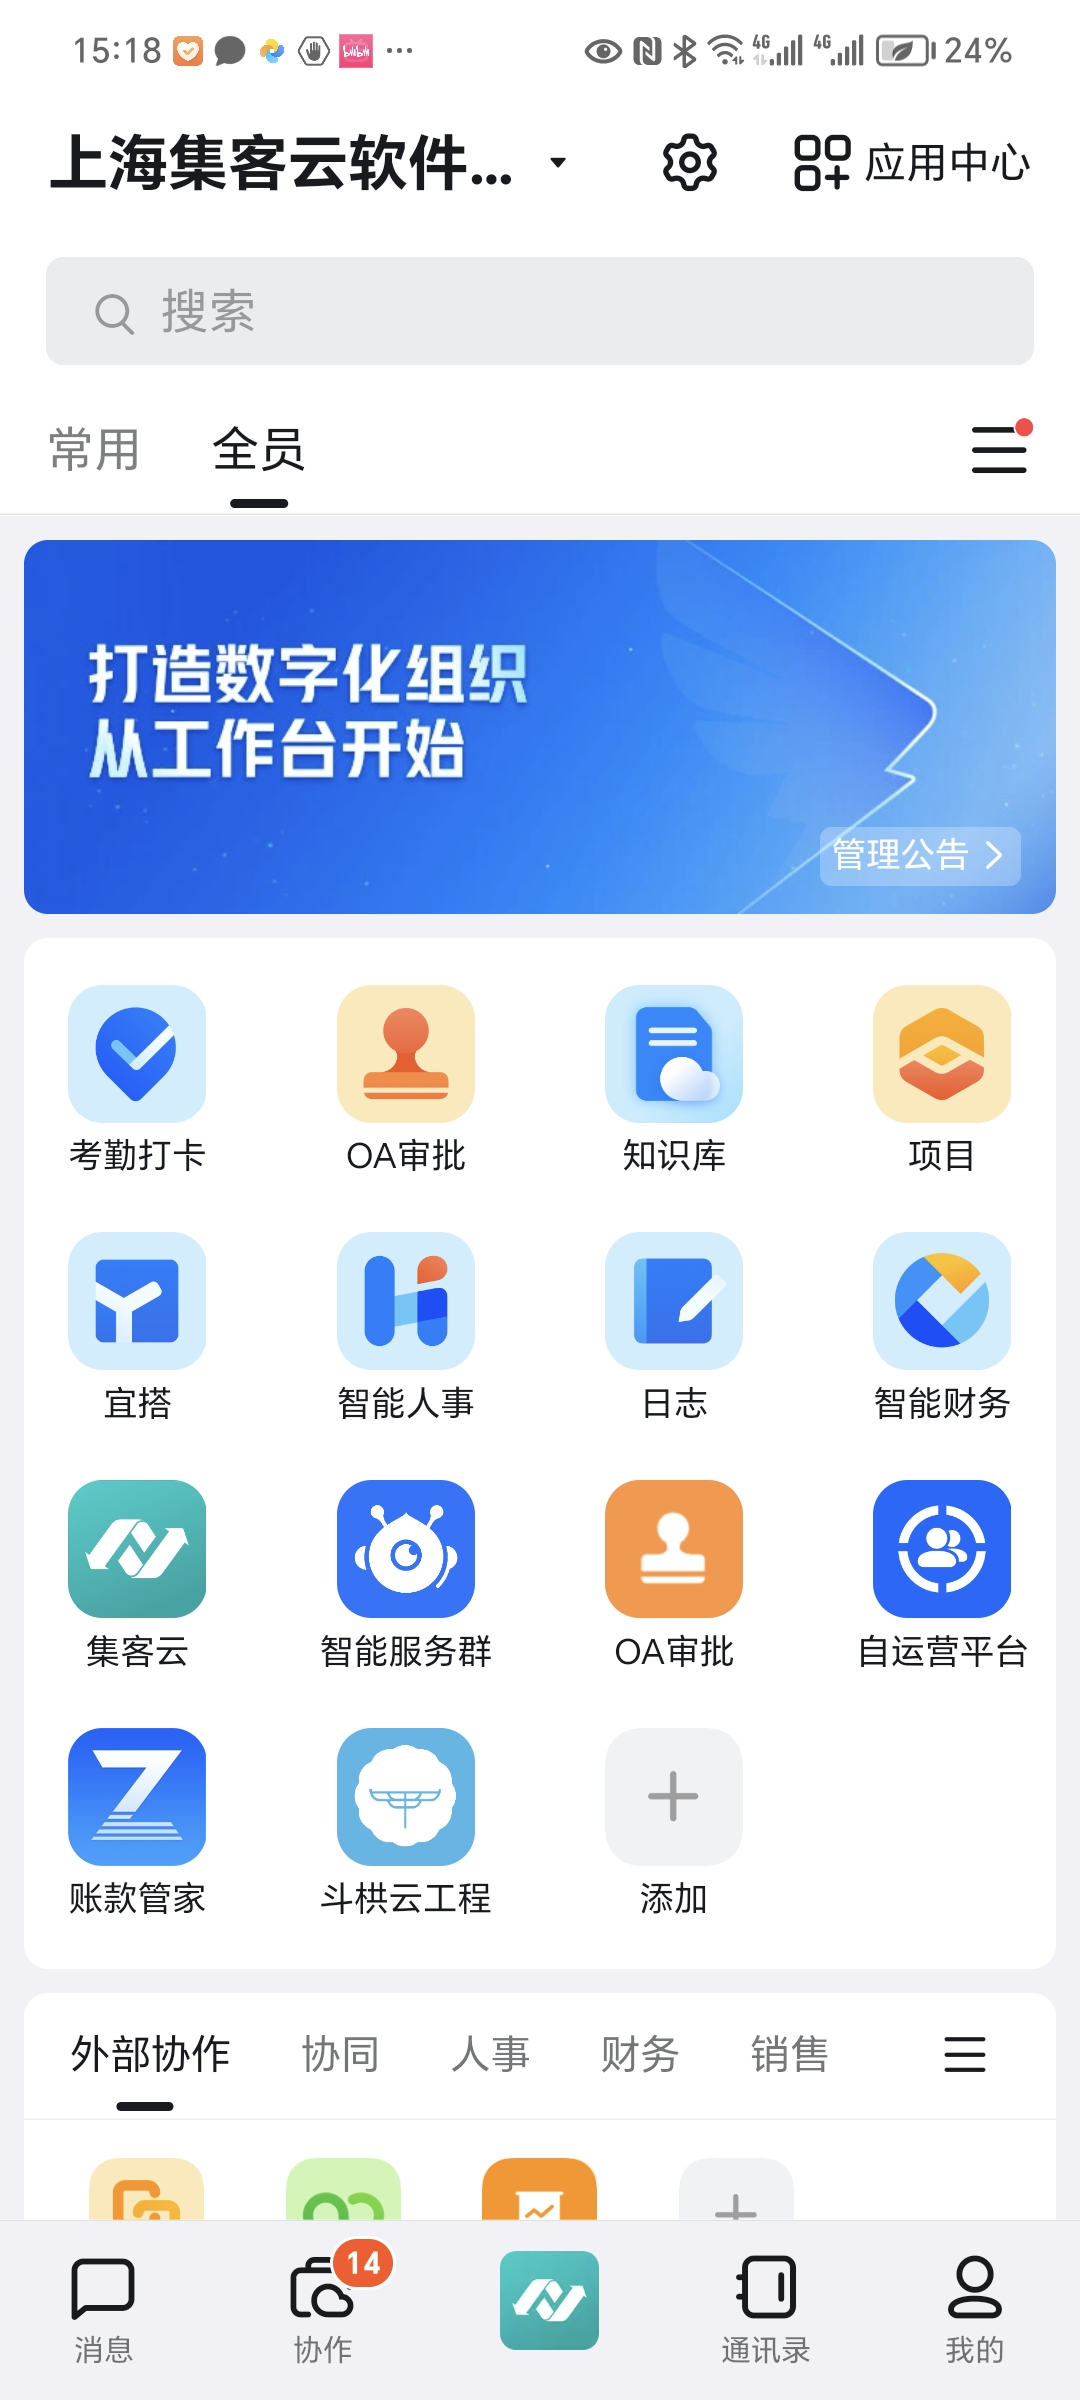 15:18
4G
4G
24%
上海集客云软件...
应用中心
搜索
常用
全员
打造数字化组织
从工作台开始
管理公告
考勤打卡
OA审批
知识库
项目
宜搭
智能人事
日志
智能财务
集客云
智能服务群
OA审批
自运营平台
账款管家
斗栱云工程
添加
外部协作
协同
人事
财务
销售
14
消息
协作
通讯录
我的